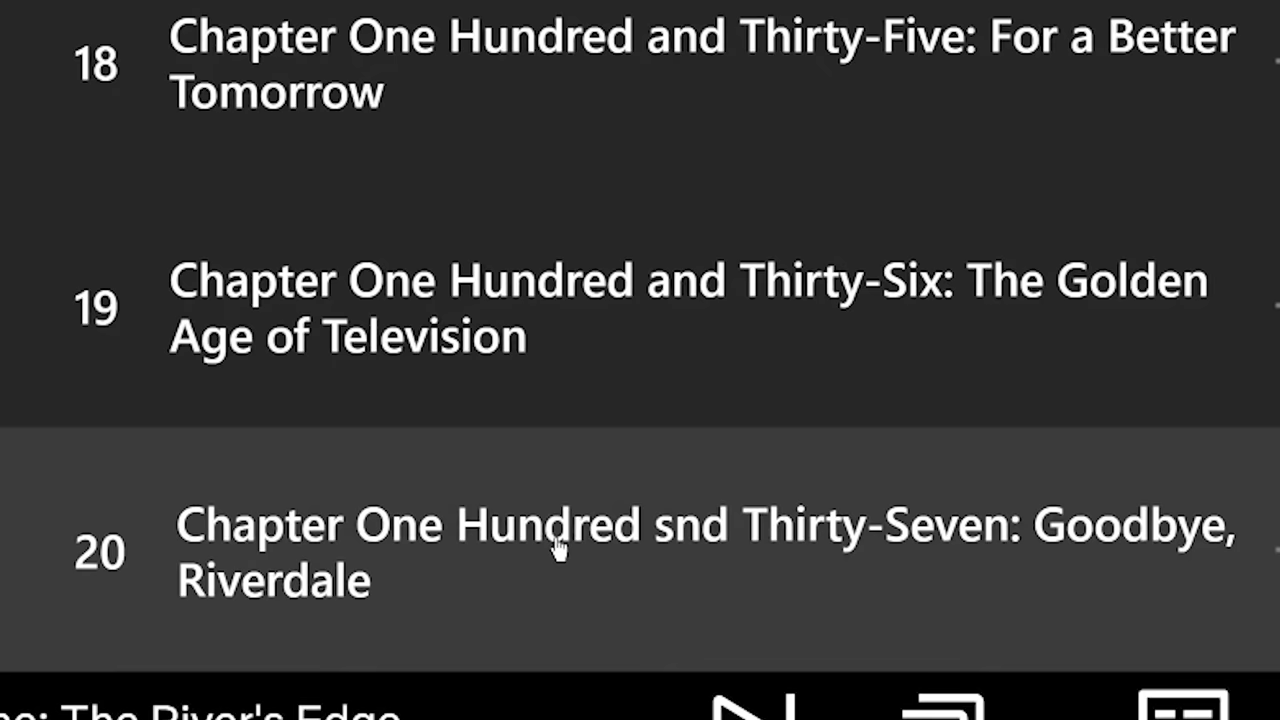 18
Chapter One Hundred and Thirty-Five: For a Better
Tomorrow
19
Chapter One Hundred and Thirty-Six: The Golden
Age of Television
20
Chapter One Hundred snd Thirty-Seven: Goodbye,
Riverdale
The River's Edge